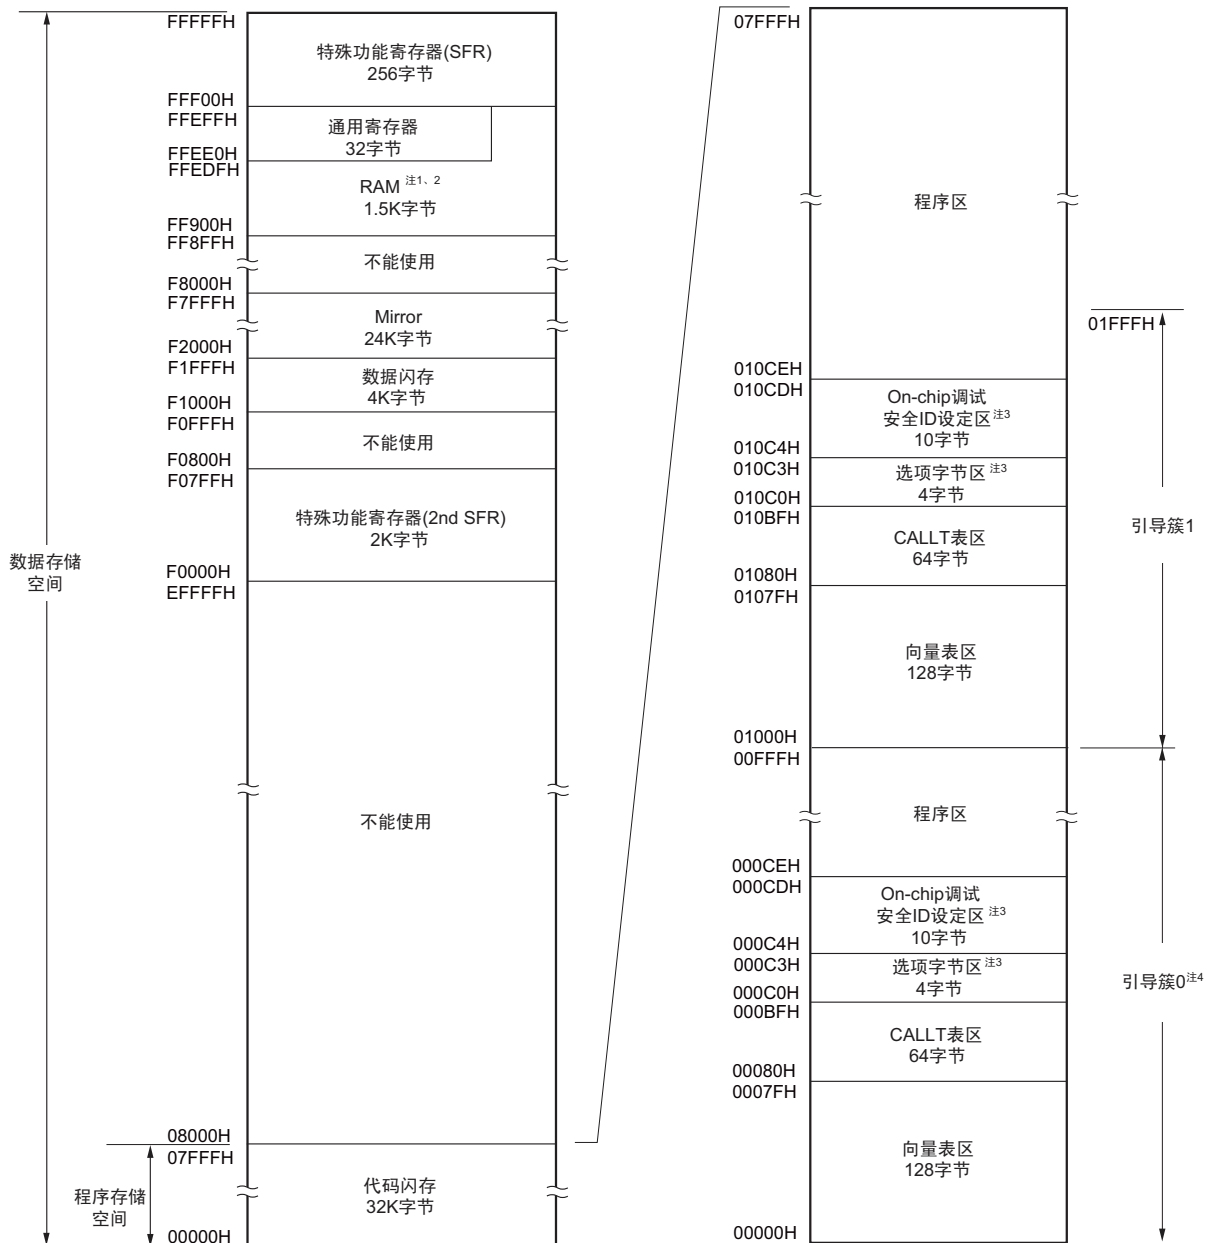 FFFFFH
特殊功能寄存器(SFR)
256字节
FFF00H
FFEFFH
通用寄存器
32字节
FFEE0H
FFEDFH
RAM 注1、2
1.5K字节
FF900H
FF8FFH
不能使用
F8000H
F7FFFH
Mirror
24K字节
F2000H
F1FFFH
数据闪存
4K字节
F1000H
F0FFFH
不能使用
F0800H
F07FFH
特殊功能寄存器(2nd SFR)
2K字节
数据存储
空间
F0000H
EFFFFH
不能使用
08000H
07FFFH
代码闪存
32K字节
程序存储
空间
00000H
07FFFH
程序区
01FFFH
010CEH
010CDH
On-chip调试
安全ID设定区注3
10字节
010C4H
010C3H
选项字节区注3
4字节
010C0H
010BFH
引导簇1
CALLT表区
64字节
01080H
0107FH
向量表区
128字节
01000H
00FFFH
程序区
000CEH
000CDH
On-chip调试
安全ID设定区注3
10字节
000C4H
000C3H
选项字节区注3
4字节
引导簇0注4
000C0H
000BFH
CALLT表区
64字节
00080H
0007FH
向量表区
128字节
00000H